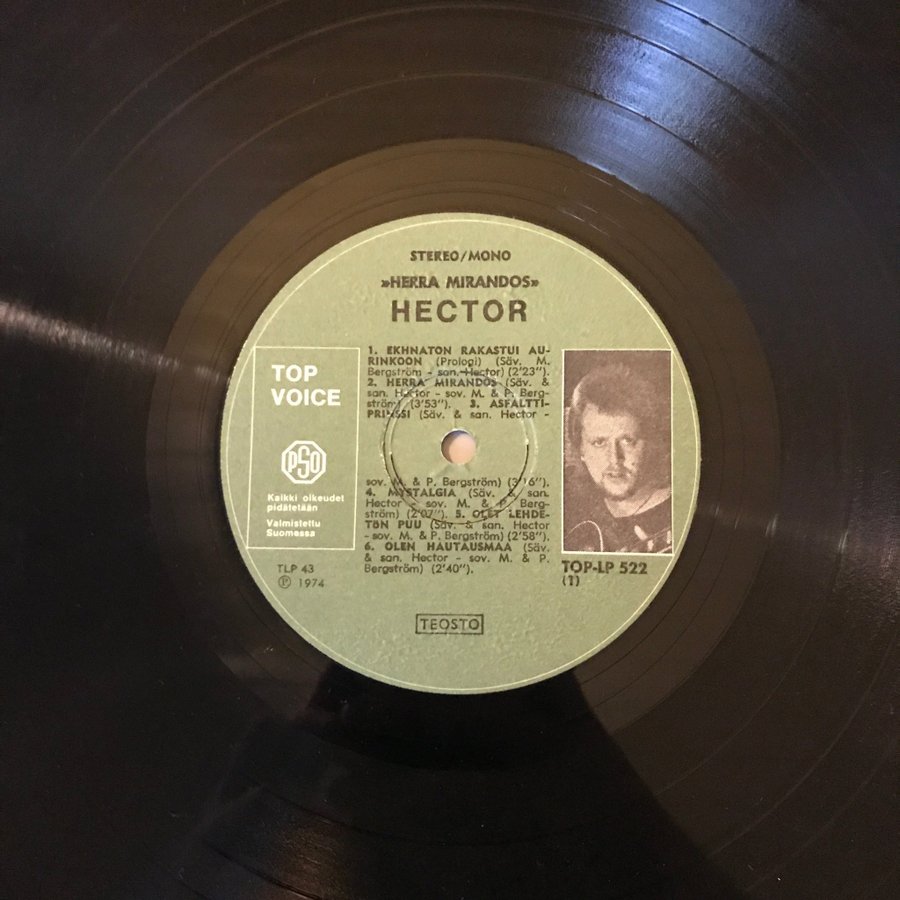 STEREO/MONO
»HERRA MIRANDOS»
HECTOR
1. EKHNATON RAKASTUI AU-
RINKOON (Prologi) (Säv. M.
Bergström - san. Hector) (2'23").
2. HERRA MIRANDOS (Säv. &
san. Hector - sov. M. & P. Berg-
ström) (3'53"). 3. ASFALTTI-
PRINSSI (Säv. & san. Hector -
sov. M. & P. Bergström) (3'16").
4. MYSTALGIA (Säv. & san.
Hector - sov. M. & P. Berg-
ström) (2'07"). 5. OLET LEHDE-
TÖN PUU (Säv. & san. Hector
- sov. M. & P. Bergström) (2'58").
6. OLEN HAUTAUSMAA (Säv.
& san. Hector - sov. M. & P.
Bergström) (2'40").
TOP
VOICE
PSO
Kaikki oikeudet
pidätetään
Valmistettu
Suomessa
TLP 43
Ⓟ 1974
TOP-LP 522
(1)
TEOSTO